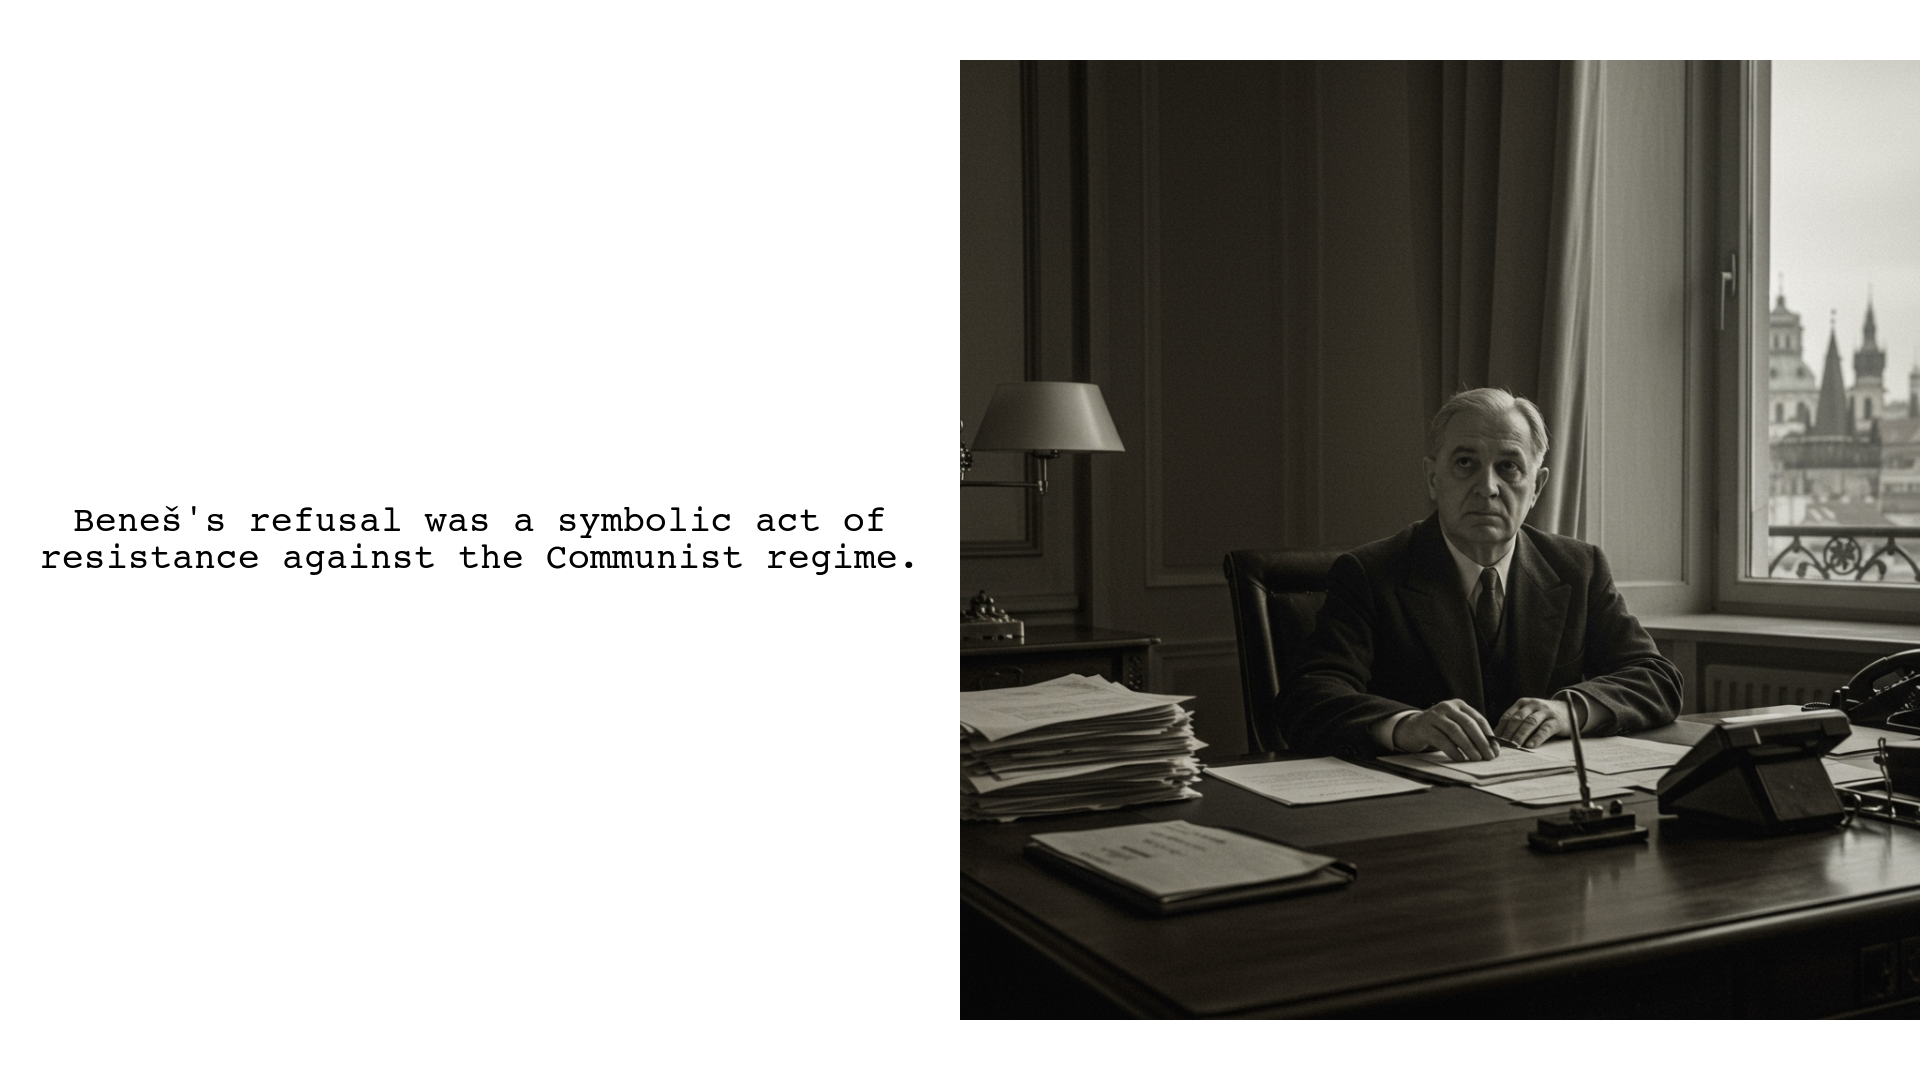 Beneš's refusal was a symbolic act of
resistance against the Communist regime.